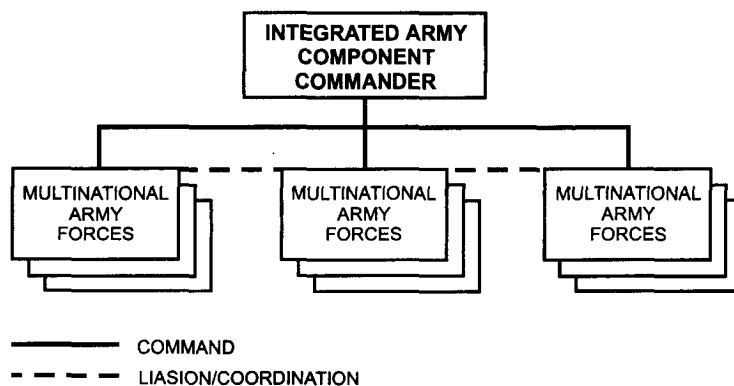 INTEGRATED ARMY
COMPONENT
COMMANDER
MULTINATIONAL
ARMY
FORCES
MULTINATIONAL
ARMY
FORCES
MULTINATIONAL
ARMY
FORCES
COMMAND
LIASION/COORDINATION